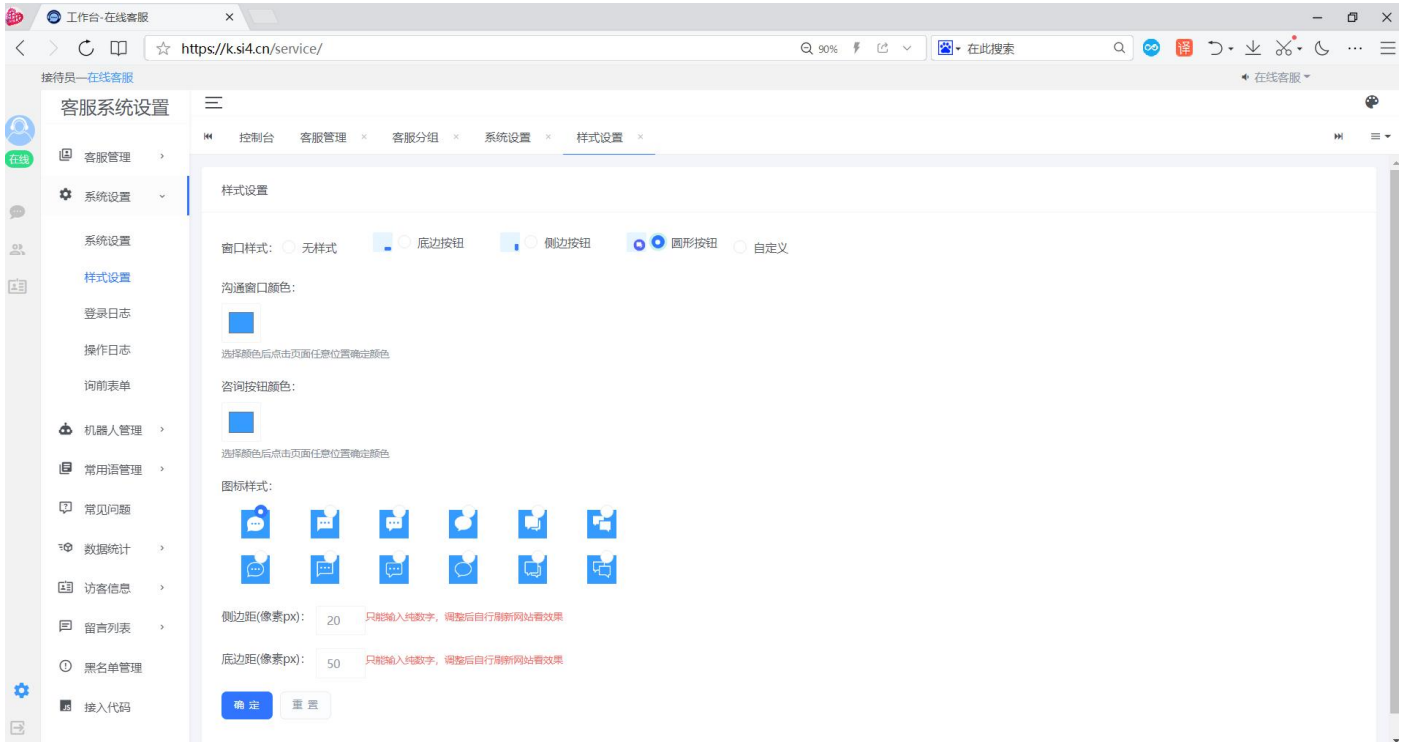 工作台-在线客服
https://k.si4.cn/service/
90%
在此搜索
译
接待员—在线客服
在线客服
客服系统设置
在线
控制台 客服管理 × 客服分组 × 系统设置 × 样式设置 ×
客服管理
系统设置
系统设置
样式设置
登录日志
操作日志
询前表单
机器人管理
常用语管理
常见问题
数据统计
访客信息
留言列表
黑名单管理
JS 接入代码
样式设置
窗口样式： 无样式 底边按钮 侧边按钮 圆形按钮 自定义
沟通窗口颜色：
选择颜色后点击页面任意位置确定颜色
咨询按钮颜色：
选择颜色后点击页面任意位置确定颜色
图标样式：
侧边距(像素px)： 20 只能输入纯数字，调整后自行刷新网站看效果
底边距(像素px)： 50 只能输入纯数字，调整后自行刷新网站看效果
确定 重置